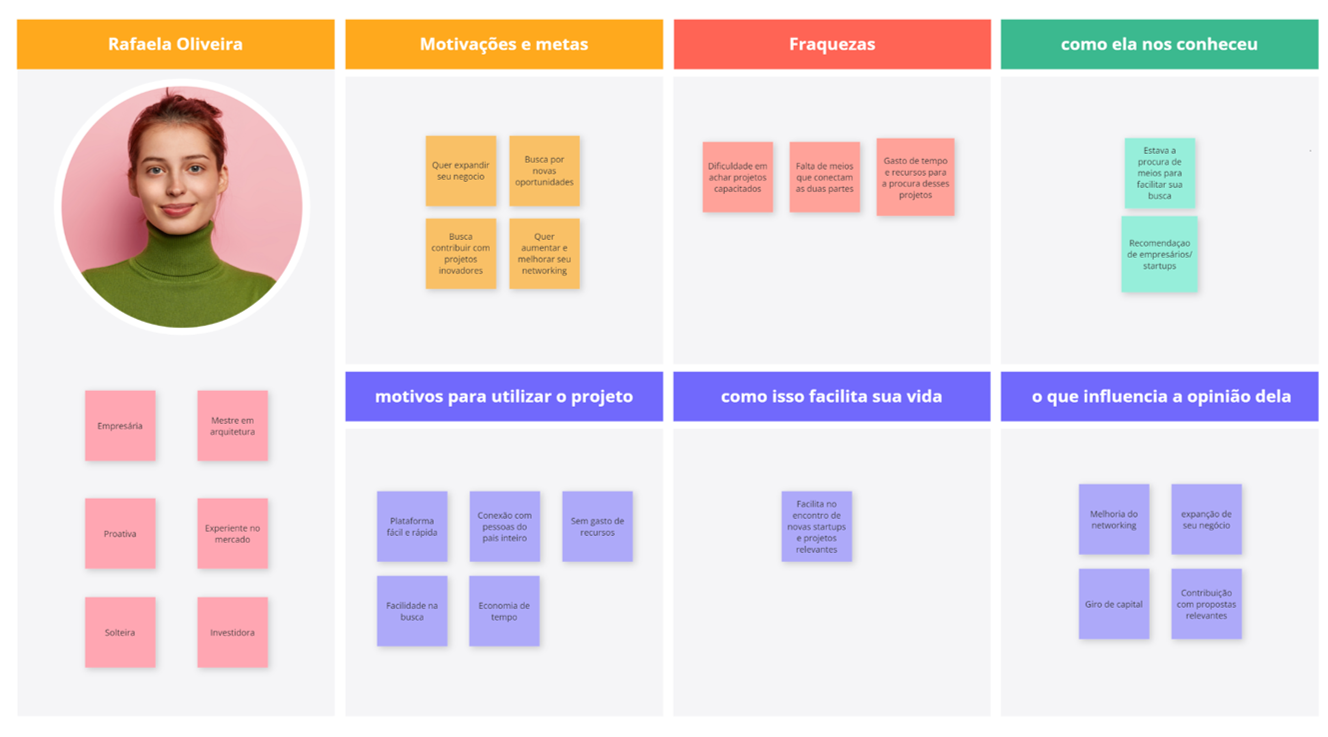 Rafaela Oliveira
Empresária
Mestre em
arquitetura
Proativa
Experiente no
mercado
Solteira
Investidora
Motivações e metas
Quer expandir
seu negocio
Busca por
novas
oportunidades
Busca
contribuir com
projetos
inovadores
Quer
aumentar e
melhorar seu
networking
Fraquezas
Dificuldade em
achar projetos
capacitados
Falta de meios
que conectam
as duas partes
Gasto de tempo
e recursos para
a procura desses
projetos
como ela nos conheceu
Estava a
procura de
meios para
facilitar sua
busca
Recomendaçao
de empresários/
startups
motivos para utilizar o projeto
Plataforma
fácil e rápida
Conexão com
pessoas do
pais inteiro
Sem gasto de
recursos
Facilidade na
busca
Economia de
tempo
como isso facilita sua vida
Facilita no
encontro de
novas startups
e projetos
relevantes
o que influencia a opinião dela
Melhoria do
networking
expanção de
seu negócio
Giro de capital
Contribuição
com propostas
relevantes